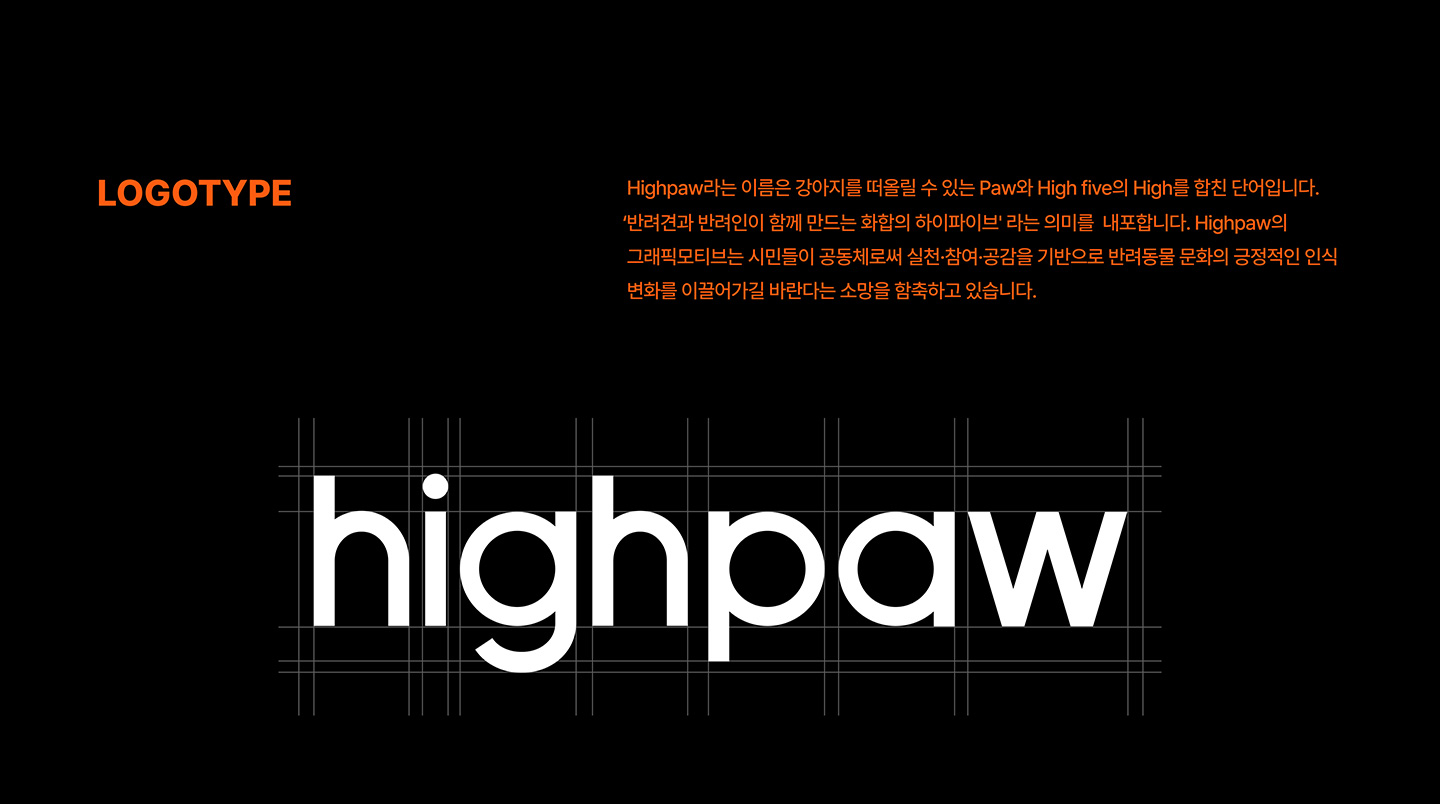 LOGOTYPE
Highpaw라는 이름은 강아지를 떠올릴 수 있는 Paw와 High five의 High를 합친 단어입니다.
‘반려견과 반려인이 함께 만드는 화합의 하이파이브' 라는 의미를  내포합니다. Highpaw의
그래픽모티브는 시민들이 공동체로써 실천·참여·공감을 기반으로 반려동물 문화의 긍정적인 인식
변화를 이끌어가길 바란다는 소망을 함축하고 있습니다.
highpaw